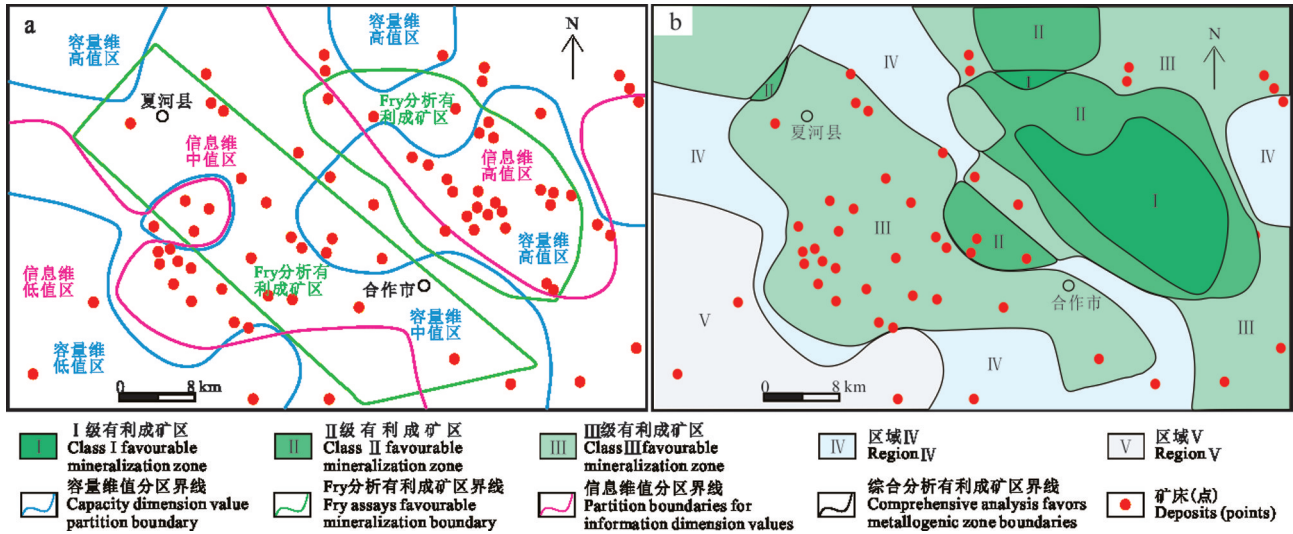 a
容量维
高值区
容量维
高值区
N
夏河县
Fry分析有
利成矿区
信息维
中值区
信息维
高值区
容量维
高值区
信息维
低值区
Fry分析有
利成矿区
合作市
容量维
中值区
容量维
低值区
0 8 km
b
II
IV
III
N
I
II
II
夏河县
IV
IV
I
III
II
合作市
V
III
IV
0 8 km
I
I级有利成矿区
Class I favourable
mineralization zone
II
II级有利成矿区
Class II favourable
mineralization zone
III
III级有利成矿区
Class III favourable
mineralization zone
IV
区域IV
Region IV
V
区域V
Region V
容量维值分区界线
Capacity dimension value
partition boundary
Fry分析有利成矿区界线
Fry assays favourable
mineralization boundary
信息维值分区界线
Partition boundaries for
information dimension values
综合分析有利成矿区界线
Comprehensive analysis favors
metallogenic zone boundaries
矿床(点)
Deposits (points)